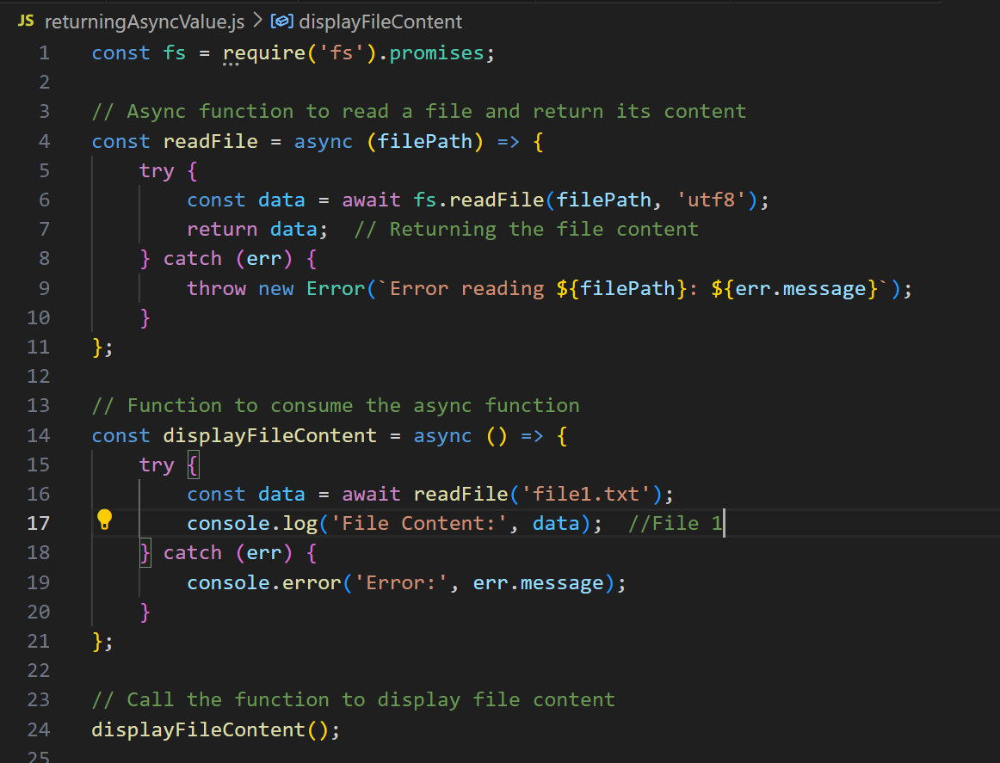 JS returningAsyncValue.js > displayFileContent
1 const fs = require('fs').promises;
2
3 // Async function to read a file and return its content
4 const readFile = async (filePath) => {
5     try {
6         const data = await fs.readFile(filePath, 'utf8');
7         return data;  // Returning the file content
8     } catch (err) {
9         throw new Error(`Error reading ${filePath}: ${err.message}`);
10     }
11 };
12
13 // Function to consume the async function
14 const displayFileContent = async () => {
15     try {
16         const data = await readFile('file1.txt');
17         console.log('File Content:', data);  //File 1
18     } catch (err) {
19         console.error('Error:', err.message);
20     }
21 };
22
23 // Call the function to display file content
24 displayFileContent();
25